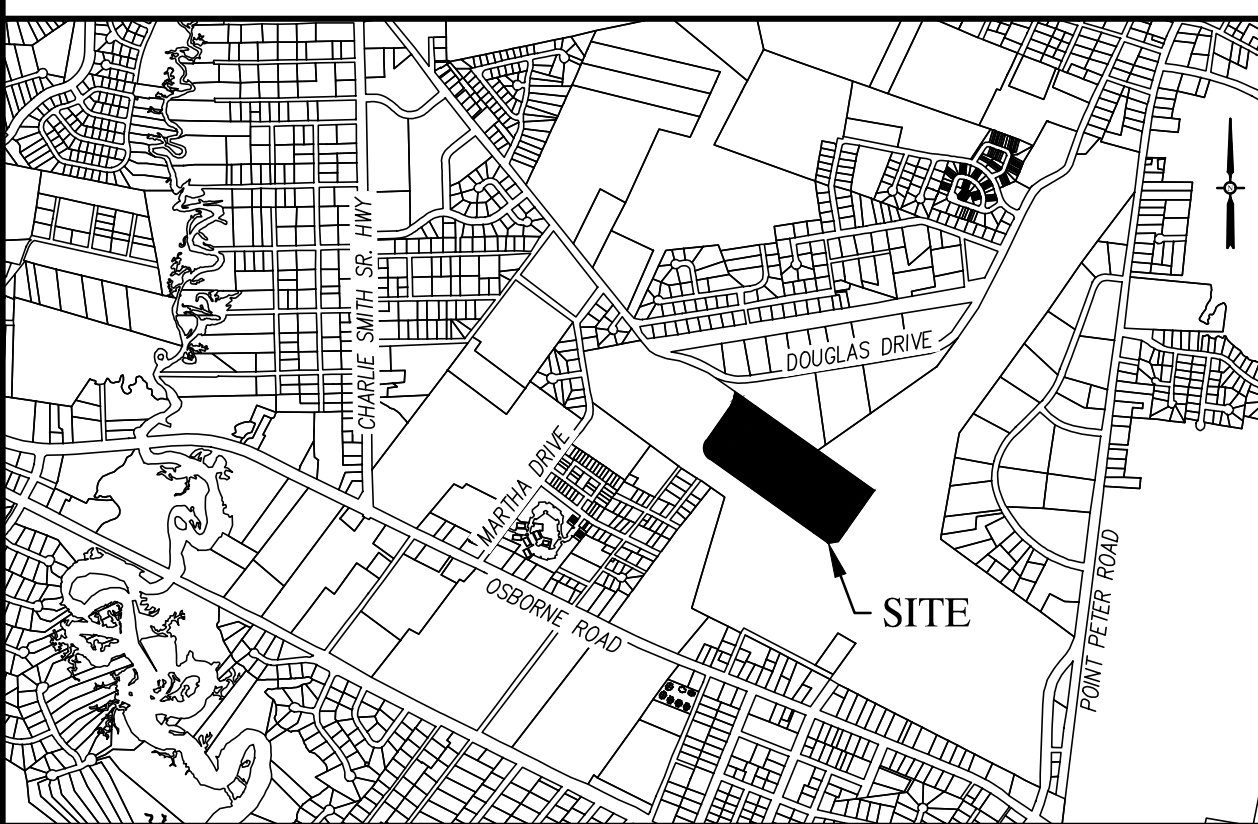 CHARLIE SMITH SR. HWY
DOUGLAS DRIVE
MARTHA DRIVE
OSBORNE ROAD
SITE
POINT PETER ROAD